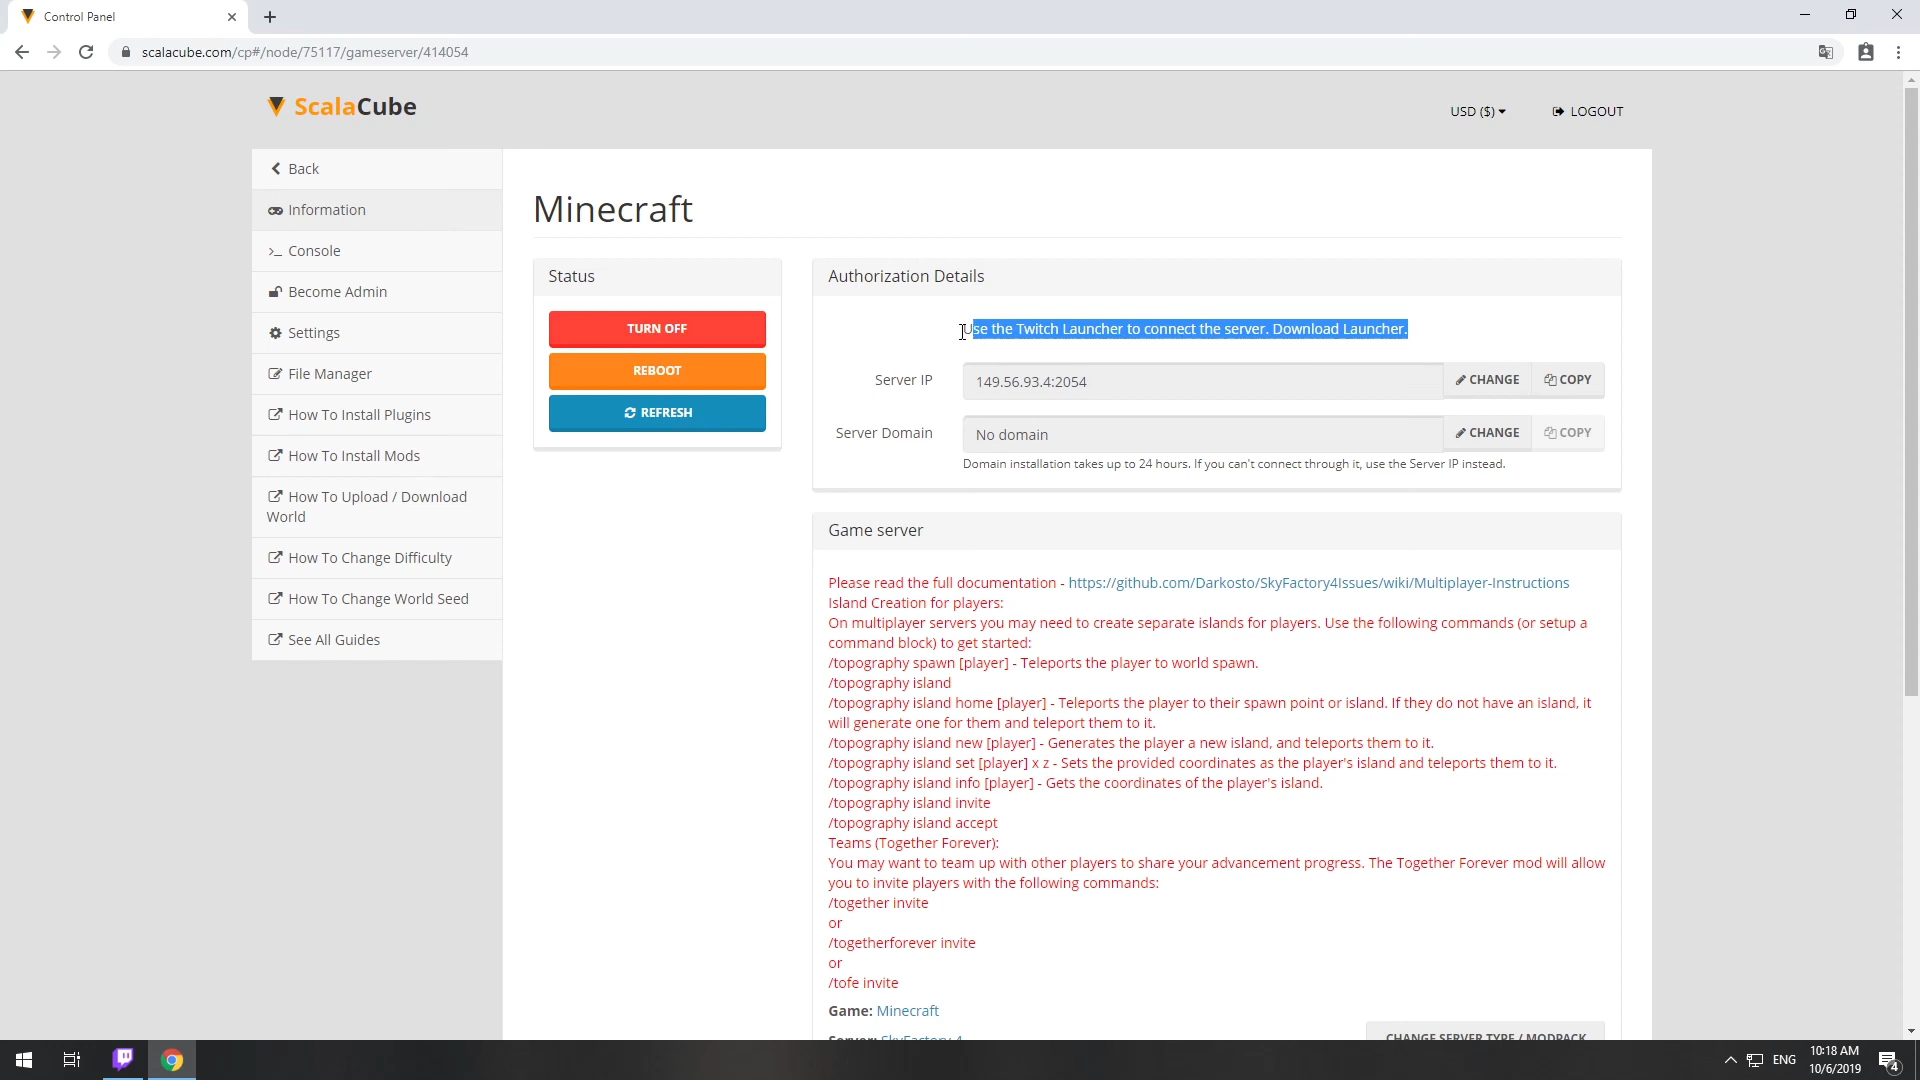 Control Panel
scalacube.com/cp#/node/75117/gameserver/414054
ScalaCube
USD ($)
LOGOUT
Back
Information
Console
Become Admin
Settings
File Manager
How To Install Plugins
How To Install Mods
How To Upload / Download
World
How To Change Difficulty
How To Change World Seed
See All Guides
Minecraft
Status
TURN OFF
REBOOT
REFRESH
Authorization Details
Use the Twitch Launcher to connect the server. Download Launcher.
Server IP
149.56.93.4:2054
CHANGE
COPY
Server Domain
No domain
CHANGE
COPY
Domain installation takes up to 24 hours. If you can't connect through it, use the Server IP instead.
Game server
Please read the full documentation - https://github.com/Darkosto/SkyFactory4Issues/wiki/Multiplayer-Instructions
Island Creation for players:
On multiplayer servers you may need to create separate islands for players. Use the following commands (or setup a
command block) to get started:
/topography spawn [player] - Teleports the player to world spawn.
/topography island
/topography island home [player] - Teleports the player to their spawn point or island. If they do not have an island, it
will generate one for them and teleport them to it.
/topography island new [player] - Generates the player a new island, and teleports them to it.
/topography island set [player] x z - Sets the provided coordinates as the player's island and teleports them to it.
/topography island info [player] - Gets the coordinates of the player's island.
/topography island invite
/topography island accept
Teams (Together Forever):
You may want to team up with other players to share your advancement progress. The Together Forever mod will allow
you to invite players with the following commands:
/together invite
or
/togetherforever invite
or
/tofe invite
Game: Minecraft
Server: SkyFactory 4
CHANGE SERVER TYPE / MODPACK
ENG
10:18 AM
10/6/2019
4